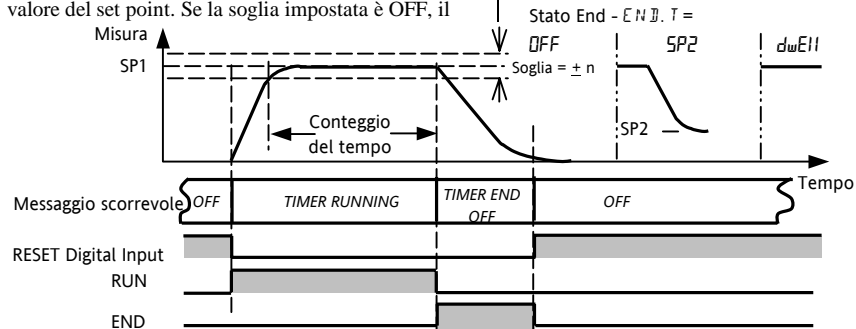 valore del set point. Se la soglia impostata è OFF, il
Stato End - END.T =
Misura
OFF
SP2
dwEll
SP1
Soglia = ± n
Conteggio
del tempo
SP2
Tempo
Messaggio scorrevole
OFF
TIMER RUNNING
TIMER END
OFF
OFF
RESET Digital Input
RUN
END